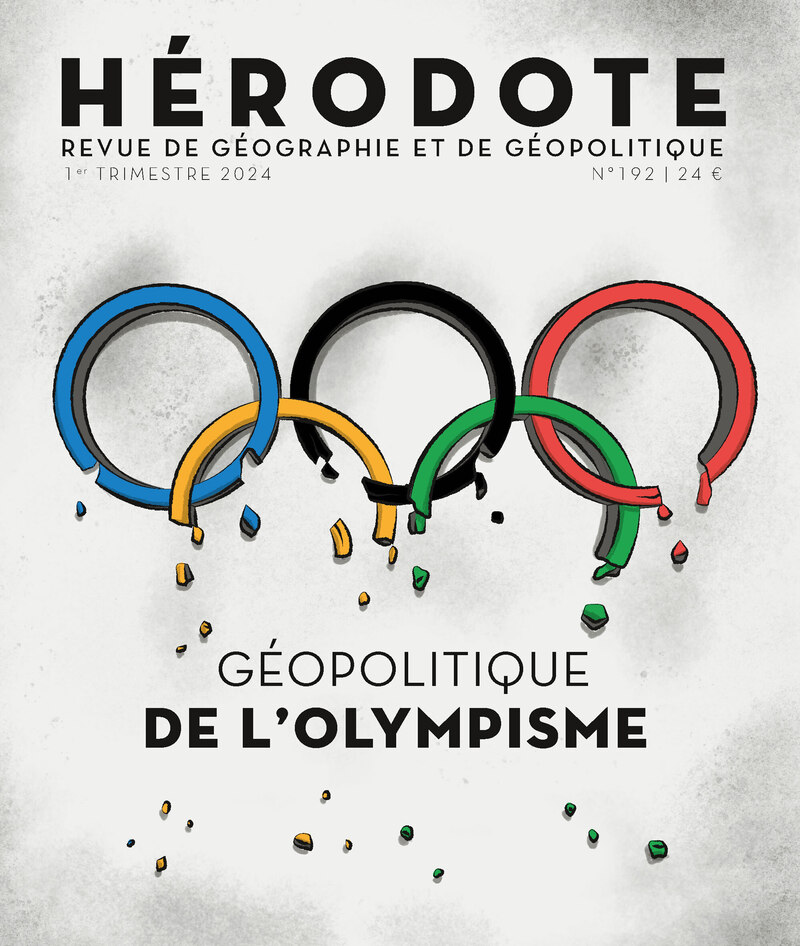 HÉRODOTE
REVUE DE GÉOGRAPHIE ET DE GÉOPOLITIQUE
1er TRIMESTRE 2024 N°192 | 24 €
GÉOPOLITIQUE
DE L'OLYMPISME